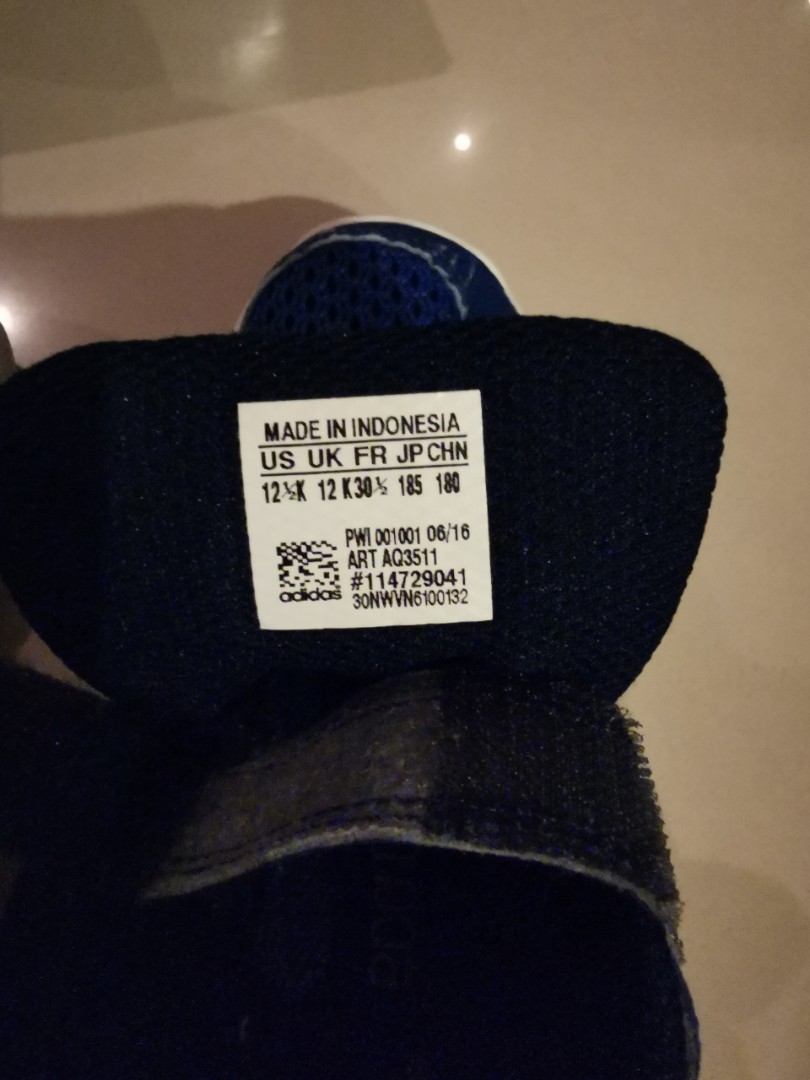 MADE IN INDONESIA
US UK FR JP CHN
12½K 12 K 30½ 185 180
PWI 001001 06/16
ART AQ3511
#114729041
adidas 30NWVN6100132